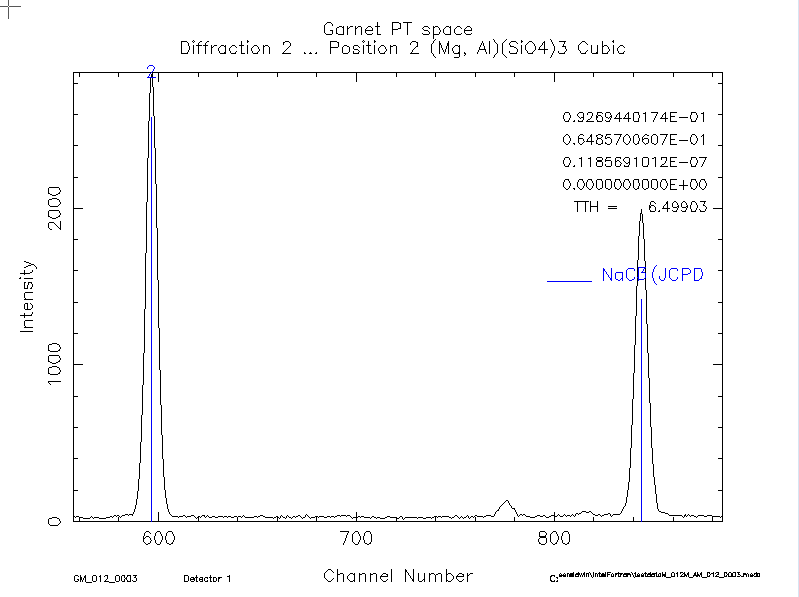 Garnet PT space
Diffraction 2 ... Position 2 (Mg, Al)(SiO4)3 Cubic
2
0.9269440174E-01
0.6485700607E-01
0.1185691012E-07
0.0000000000E+00
TTH = 6.49903
NaCl (JCPD
Intensity
2000
1000
0
600
700
800
Channel Number
GM_012_0003
Detector 1